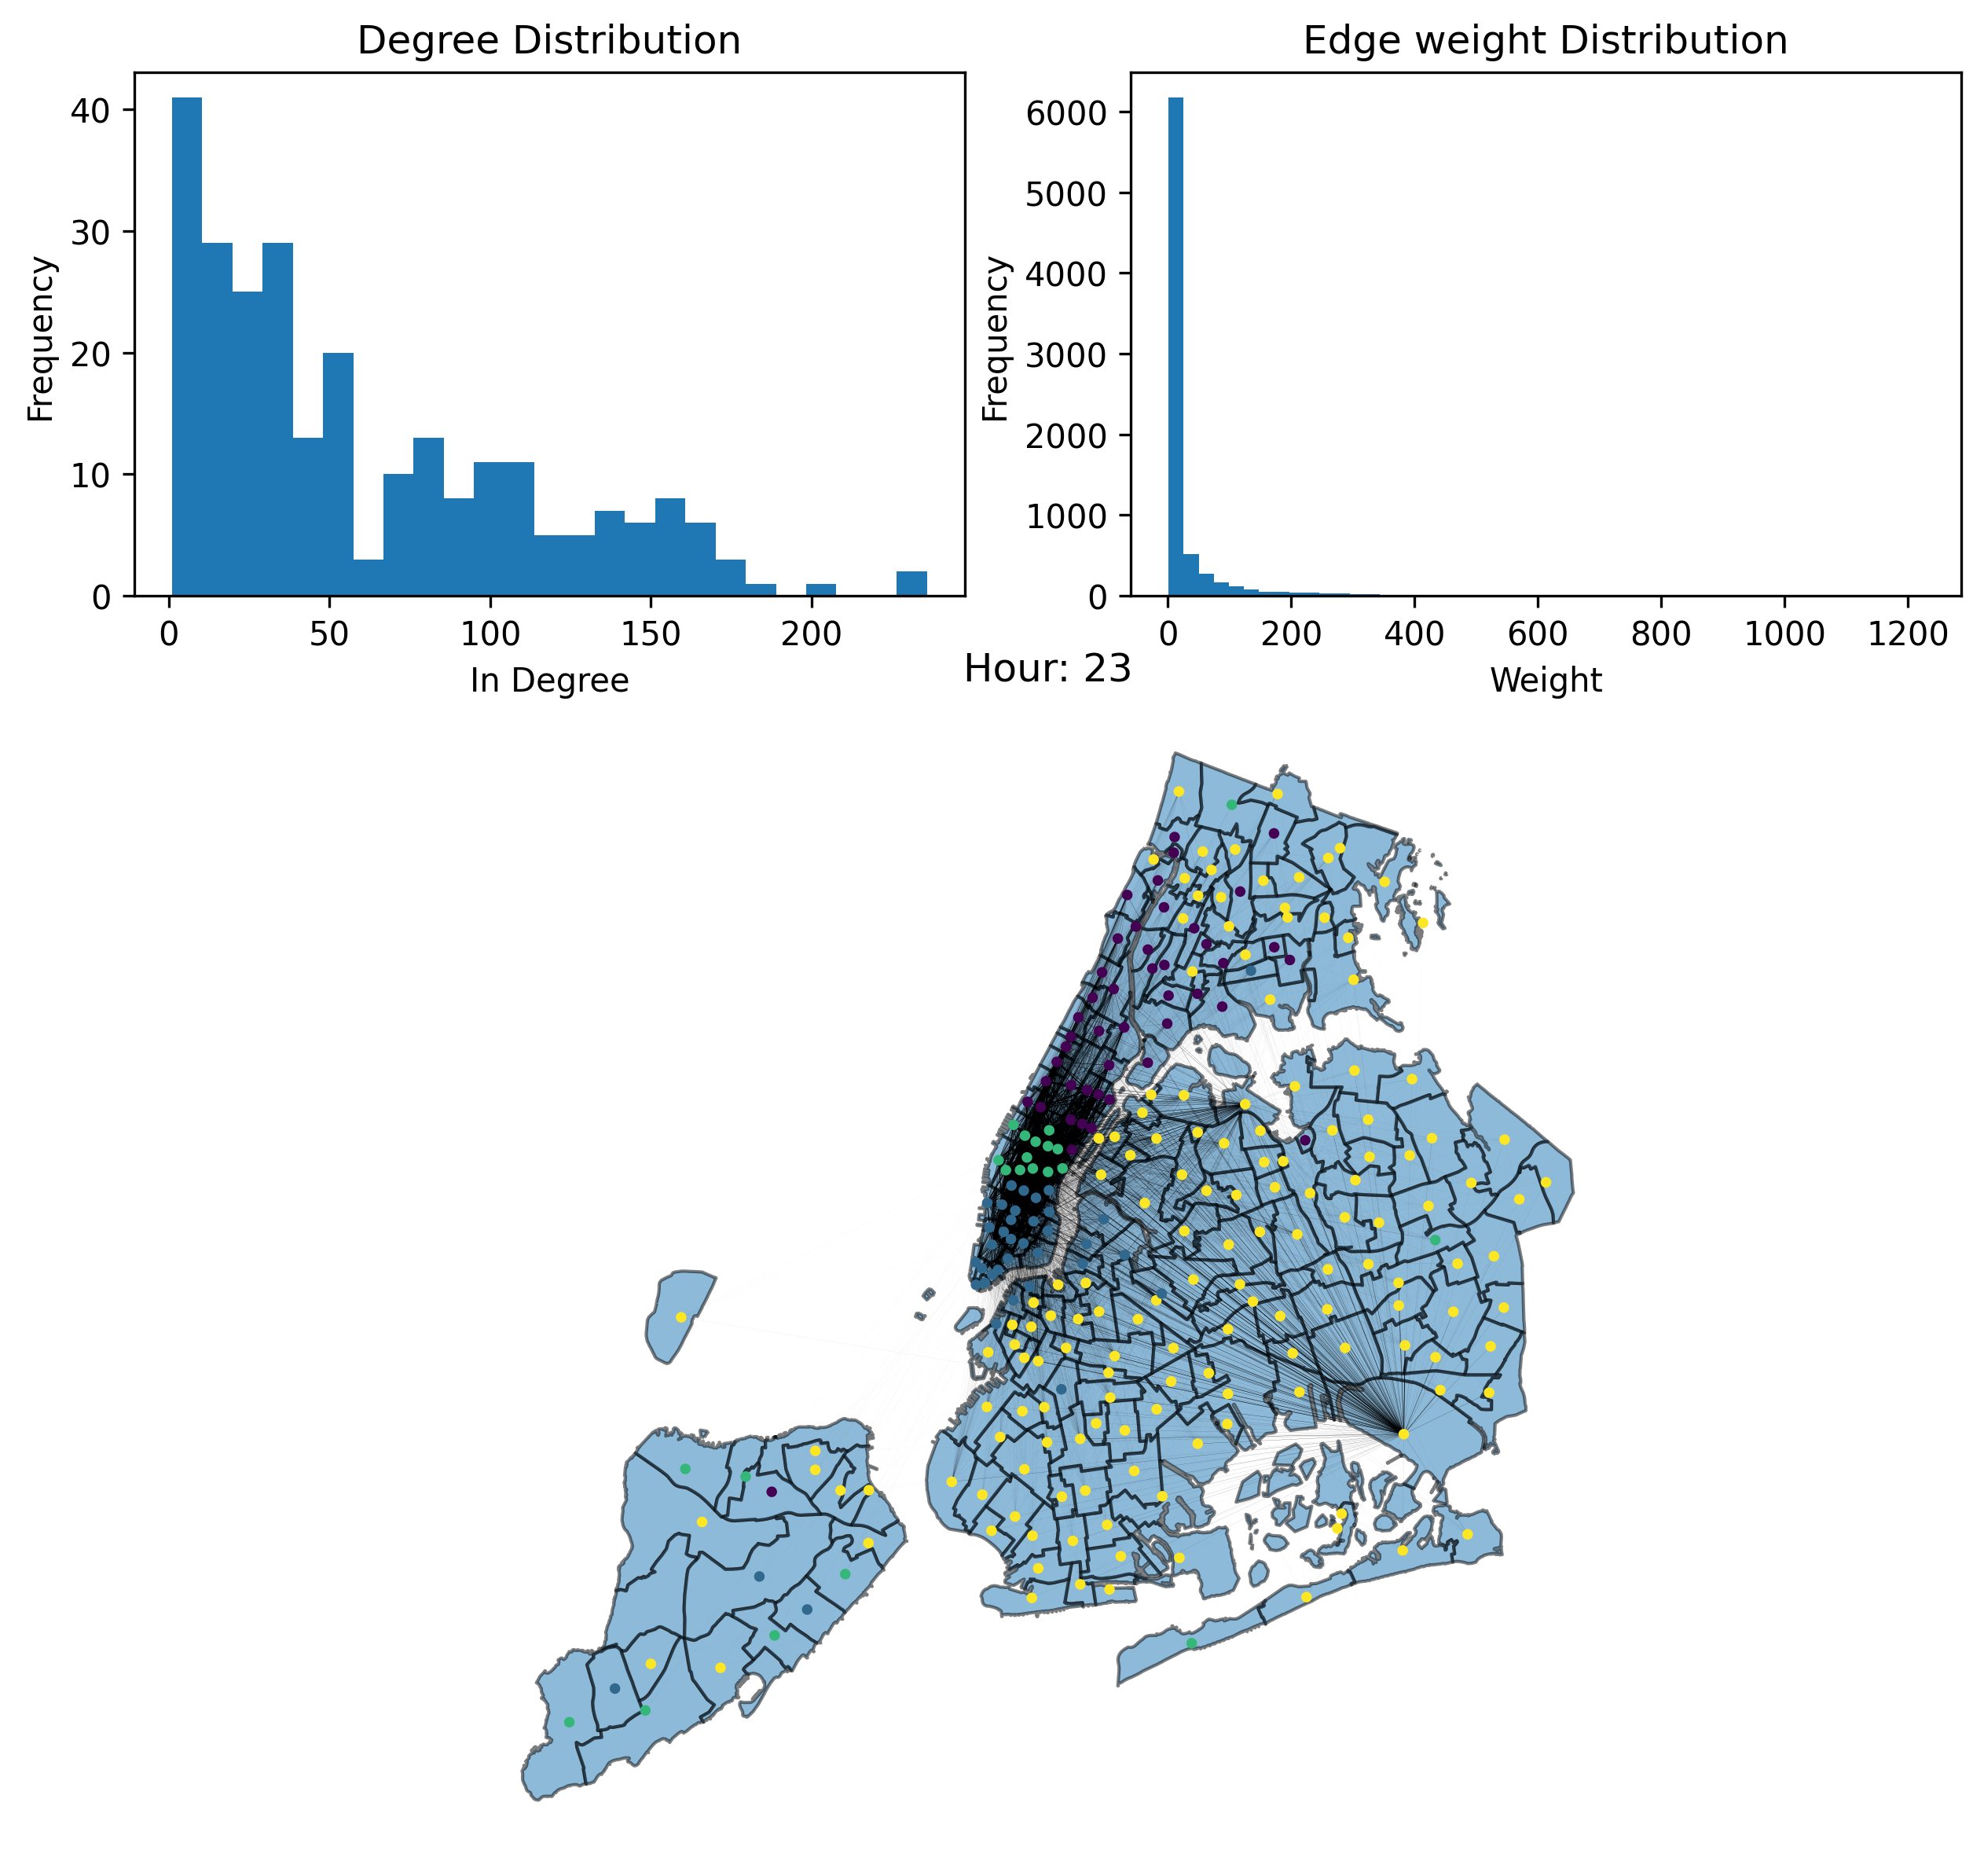 Degree Distribution
40
30
20
10
0
Frequency
0 50 100 150 200
In Degree
Edge weight Distribution
6000
5000
4000
3000
2000
1000
0
Frequency
0 200 400 600 800 1000 1200
Weight
Hour: 23